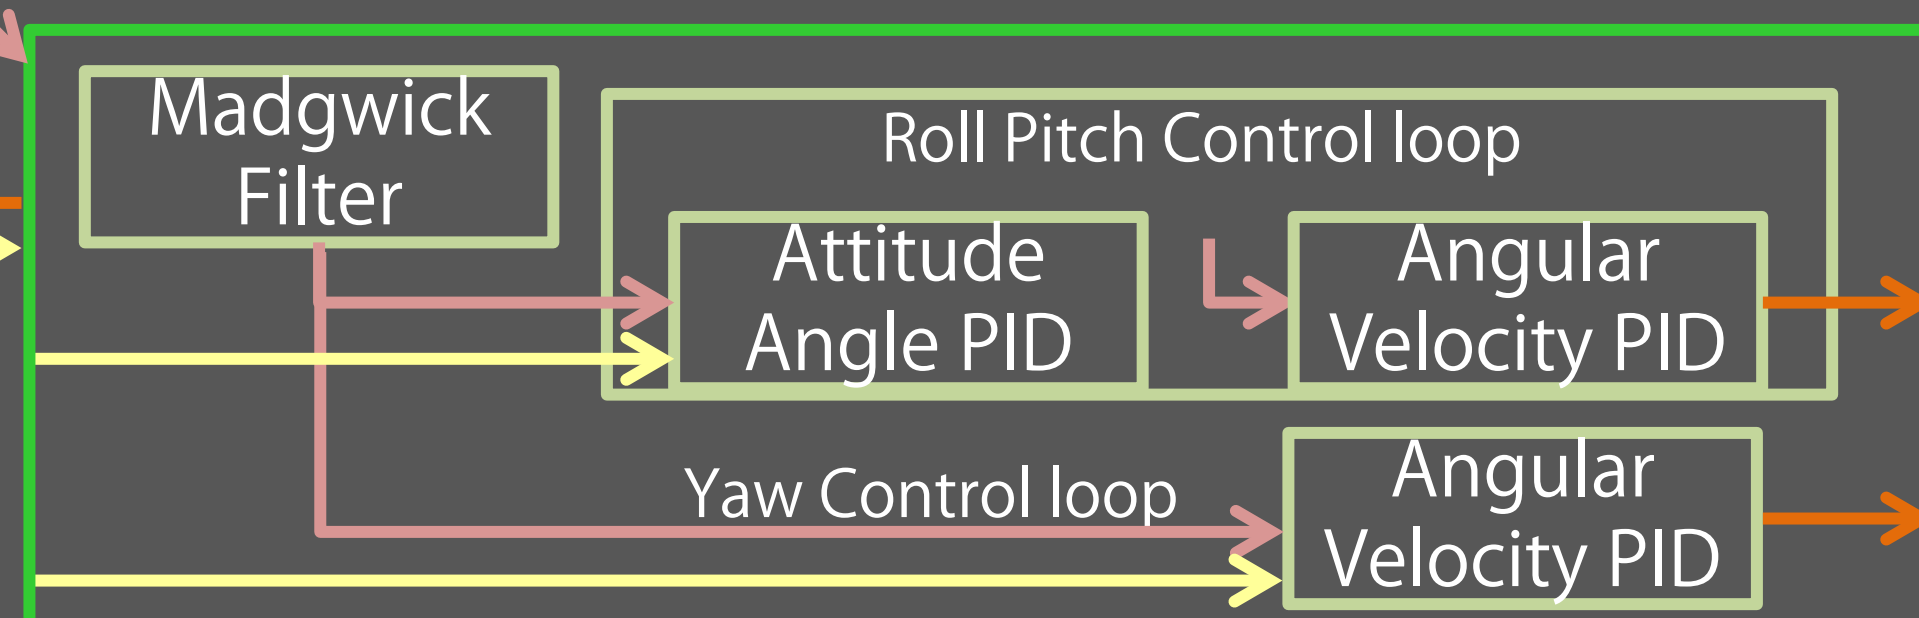 Madgwick
Filter
Roll Pitch Control loop
Attitude
Angle PID
Angular
Velocity PID
Yaw Control loop
Angular
Velocity PID